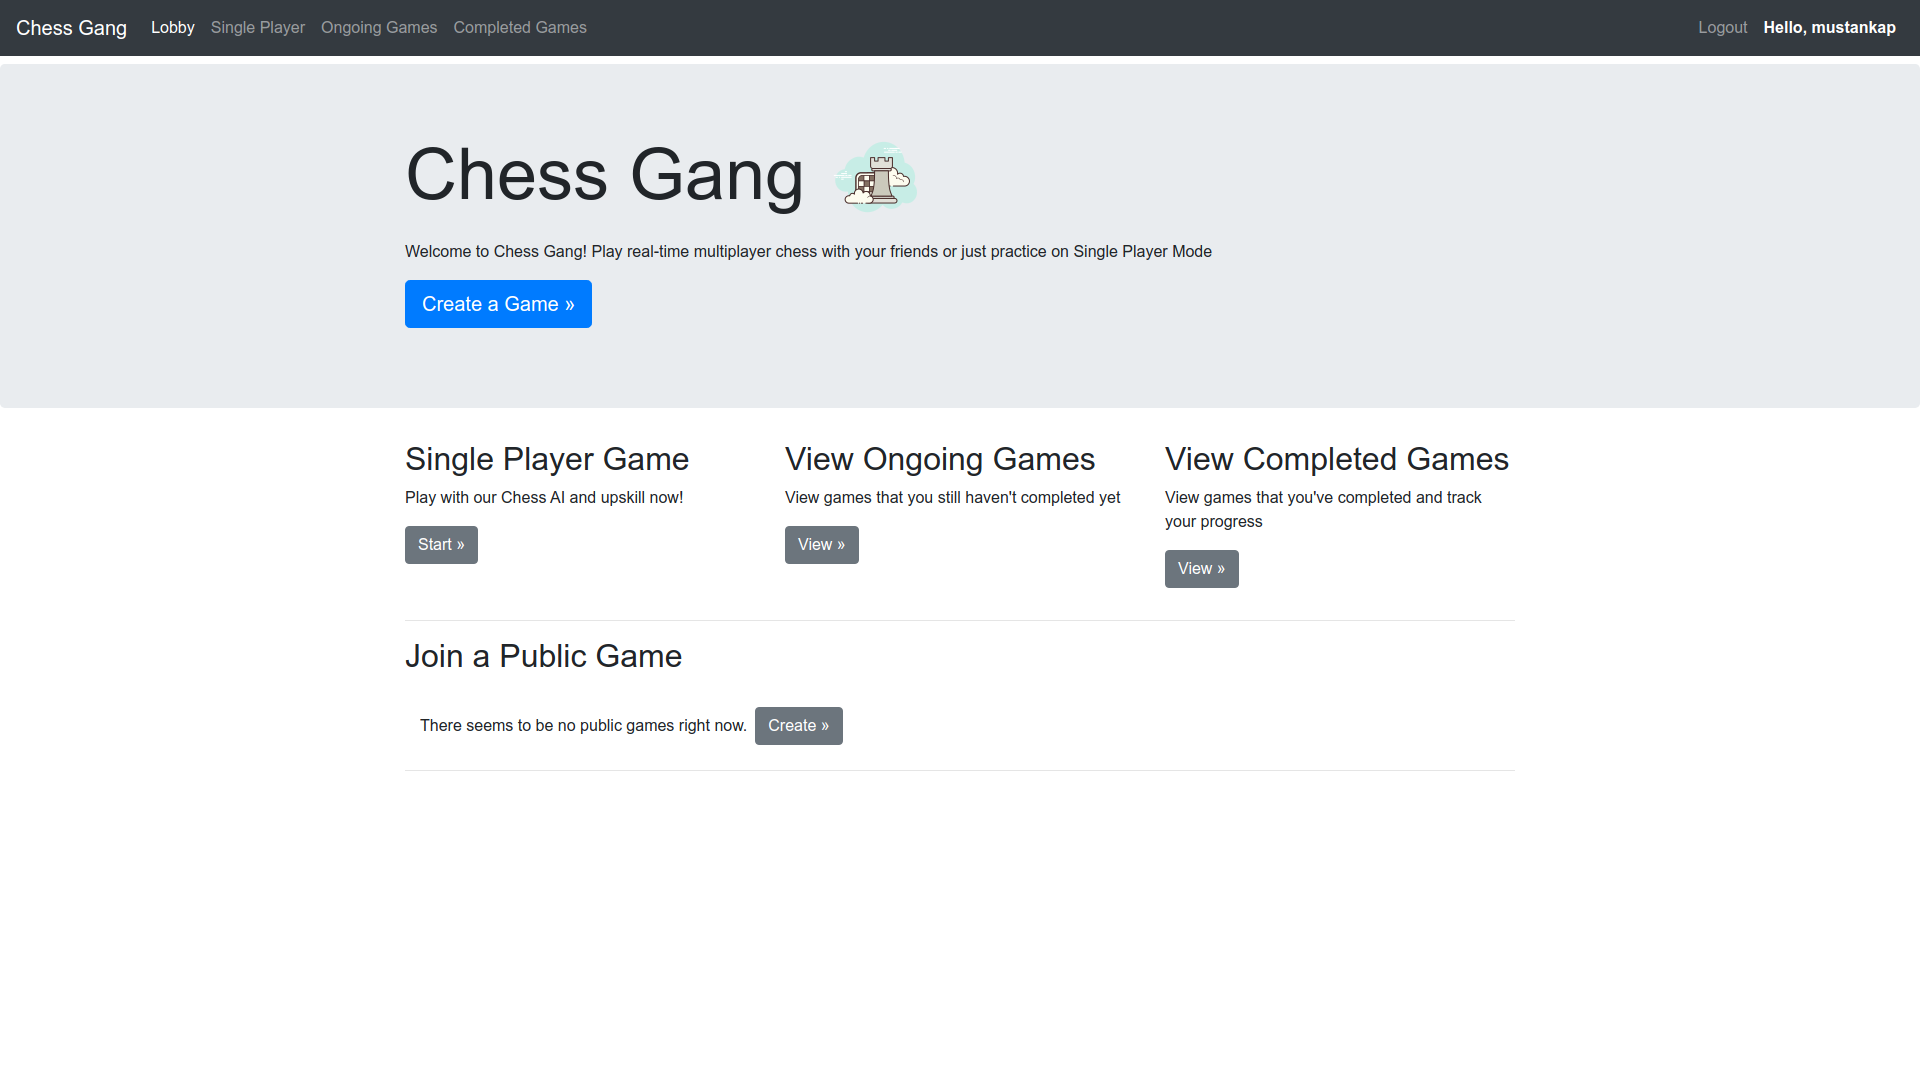 Chess Gang Lobby Single Player Ongoing Games Completed Games Logout Hello, mustankap
Chess Gang
Welcome to Chess Gang! Play real-time multiplayer chess with your friends or just practice on Single Player Mode
Create a Game »
Single Player Game
Play with our Chess AI and upskill now!
Start »
View Ongoing Games
View games that you still haven't completed yet
View »
View Completed Games
View games that you've completed and track
your progress
View »
Join a Public Game
There seems to be no public games right now. Create »